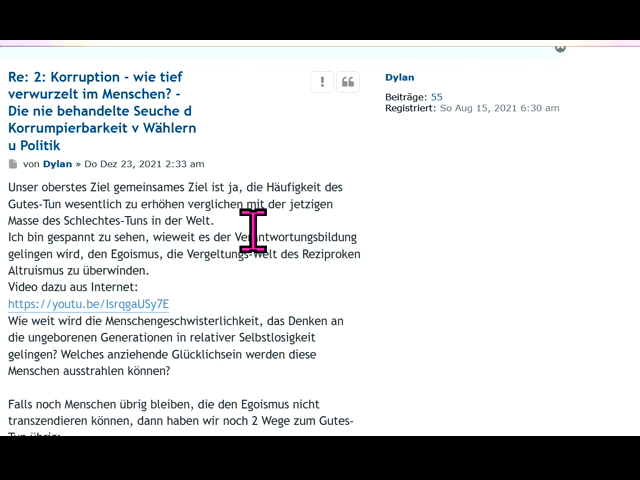 Re: 2: Korruption - wie tief
verwurzelt im Menschen? -
Die nie behandelte Seuche d
Korrumpierbarkeit v Wählern
u Politik
von Dylan » Do Dez 23, 2021 2:33 am
Unser oberstes Ziel gemeinsames Ziel ist ja, die Häufigkeit des
Gutes-Tun wesentlich zu erhöhen verglichen mit der jetzigen
Masse des Schlechtes-Tuns in der Welt.
Ich bin gespannt zu sehen, wieweit es der Verantwortungsbildung
gelingen wird, den Egoismus, die Vergeltungs-Welt des Reziproken
Altruismus zu überwinden.
Video dazu aus Internet:
https://youtu.be/IsrqgaUSy7E
Wie weit wird die Menschengeschwisterlichkeit, das Denken an
die ungeborenen Generationen in relativer Selbstlosigkeit
gelingen? Welches anziehende Glücklichsein werden diese
Menschen ausstrahlen können?
Falls noch Menschen übrig bleiben, die den Egoismus nicht
transzendieren können, dann haben wir noch 2 Wege zum Gutes-
Tun übrig:
Dylan
Beiträge: 55
Registriert: So Aug 15, 2021 6:30 am